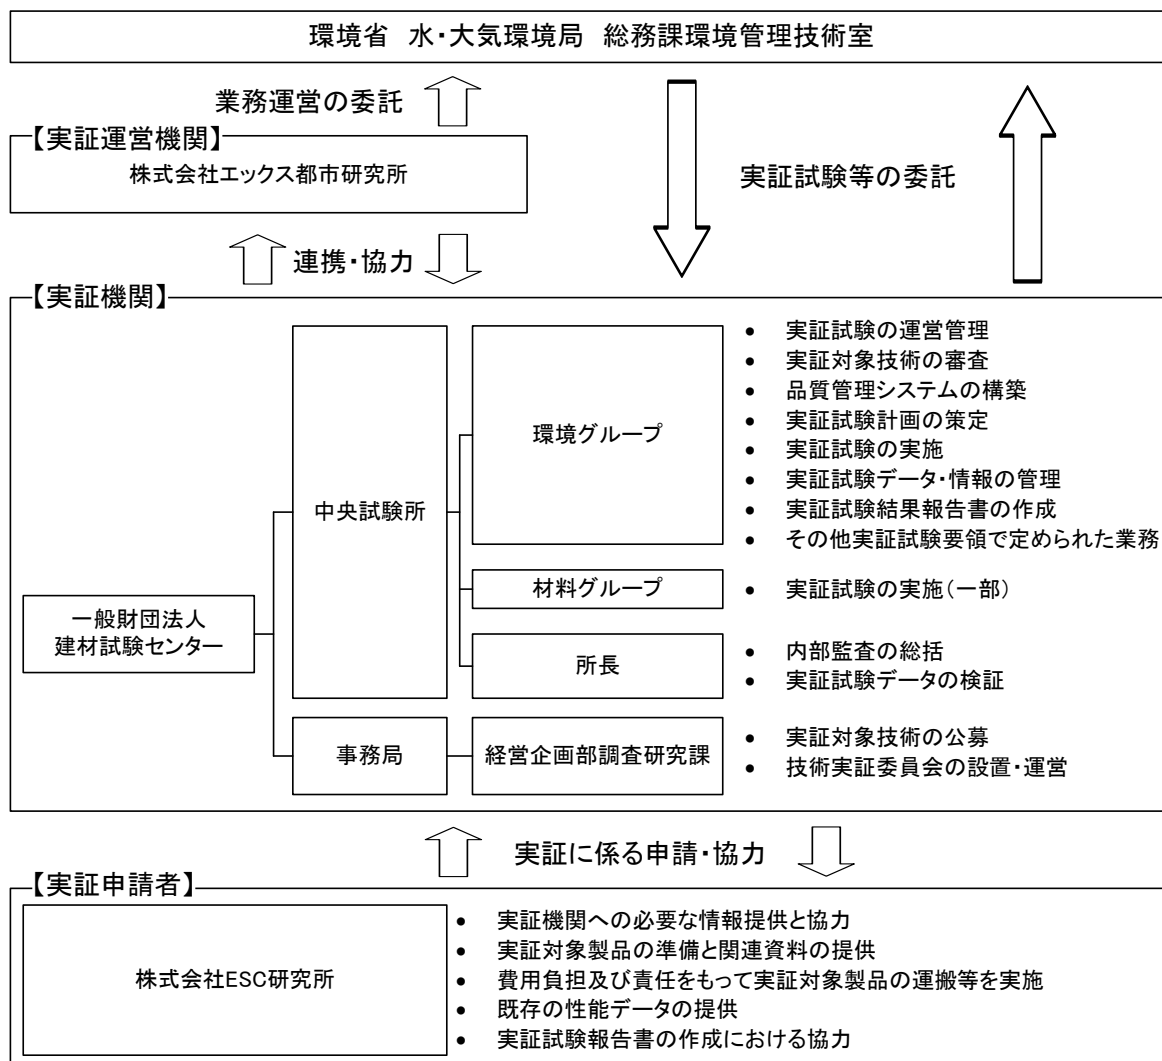 環境省　水・大気環境局　総務課環境管理技術室
業務運営の委託
【実証運営機関】
株式会社エックス都市研究所
実証試験等の委託
連携・協力
【実証機関】
一般財団法人
建材試験センター
中央試験所
環境グループ
• 実証試験の運営管理
• 実証対象技術の審査
• 品質管理システムの構築
• 実証試験計画の策定
• 実証試験の実施
• 実証試験データ・情報の管理
• 実証試験結果報告書の作成
• その他実証試験要領で定められた業務
材料グループ
• 実証試験の実施（一部）
所長
• 内部監査の総括
• 実証試験データの検証
事務局
経営企画部調査研究課
• 実証対象技術の公募
• 技術実証委員会の設置・運営
実証に係る申請・協力
【実証申請者】
株式会社ESC研究所
• 実証機関への必要な情報提供と協力
• 実証対象製品の準備と関連資料の提供
• 費用負担及び責任をもって実証対象製品の運搬等を実施
• 既存の性能データの提供
• 実証試験報告書の作成における協力